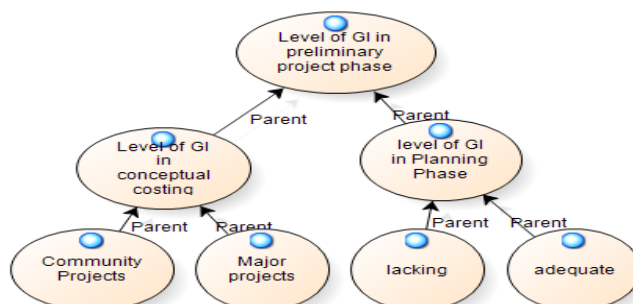 Level of GI in
preliminary
project phase
Parent
Parent
Level of GI
in
conceptual
costing
level of GI
in Planning
Phase
Parent
Parent
Parent
Parent
Community
Projects
Major
projects
lacking
adequate